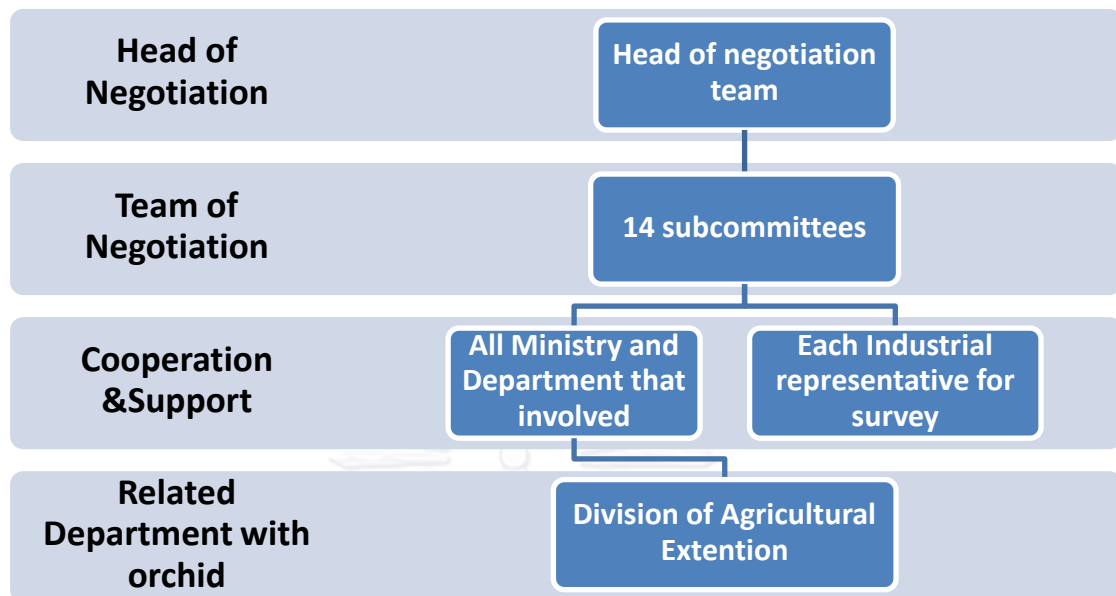 Head of
Negotiation
Head of negotiation
team
Team of
Negotiation
14 subcommittees
Cooperation
&Support
All Ministry and
Department that
involved
Each Industrial
representative for
survey
Related
Department with
orchid
Division of Agricultural
Extention